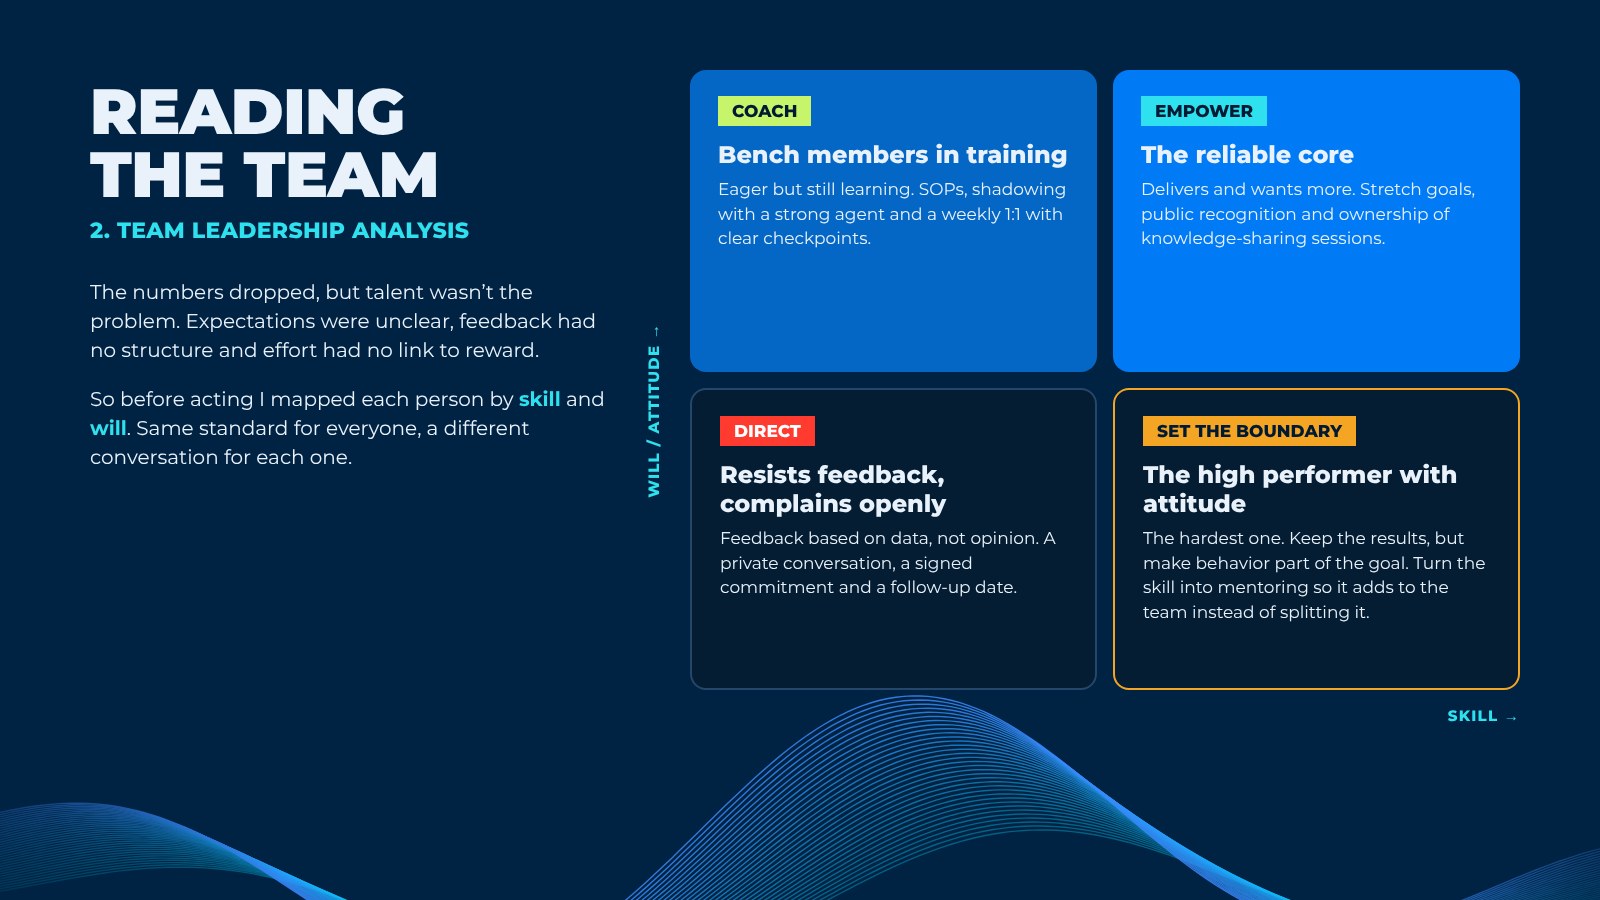 READING
THE TEAM
2. TEAM LEADERSHIP ANALYSIS
The numbers dropped, but talent wasn’t the
problem. Expectations were unclear, feedback had
no structure and effort had no link to reward.
So before acting I mapped each person by skill and
will. Same standard for everyone, a different
conversation for each one.
WILL / ATTITUDE →
COACH
Bench members in training
Eager but still learning. SOPs, shadowing
with a strong agent and a weekly 1:1 with
clear checkpoints.
EMPOWER
The reliable core
Delivers and wants more. Stretch goals,
public recognition and ownership of
knowledge-sharing sessions.
DIRECT
Resists feedback,
complains openly
Feedback based on data, not opinion. A
private conversation, a signed
commitment and a follow-up date.
SET THE BOUNDARY
The high performer with
attitude
The hardest one. Keep the results, but
make behavior part of the goal. Turn the
skill into mentoring so it adds to the
team instead of splitting it.
SKILL →